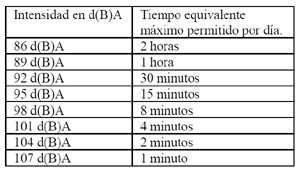 Intensidad en d(B)A Tiempo equivalente
máximo permitido por día.
86 d(B)A 2 horas
89 d(B)A 1 hora
92 d(B)A 30 minutos
95 d(B)A 15 minutos
98 d(B)A 8 minutos
101 d(B)A 4 minutos
104 d(B)A 2 minutos
107 d(B)A 1 minuto